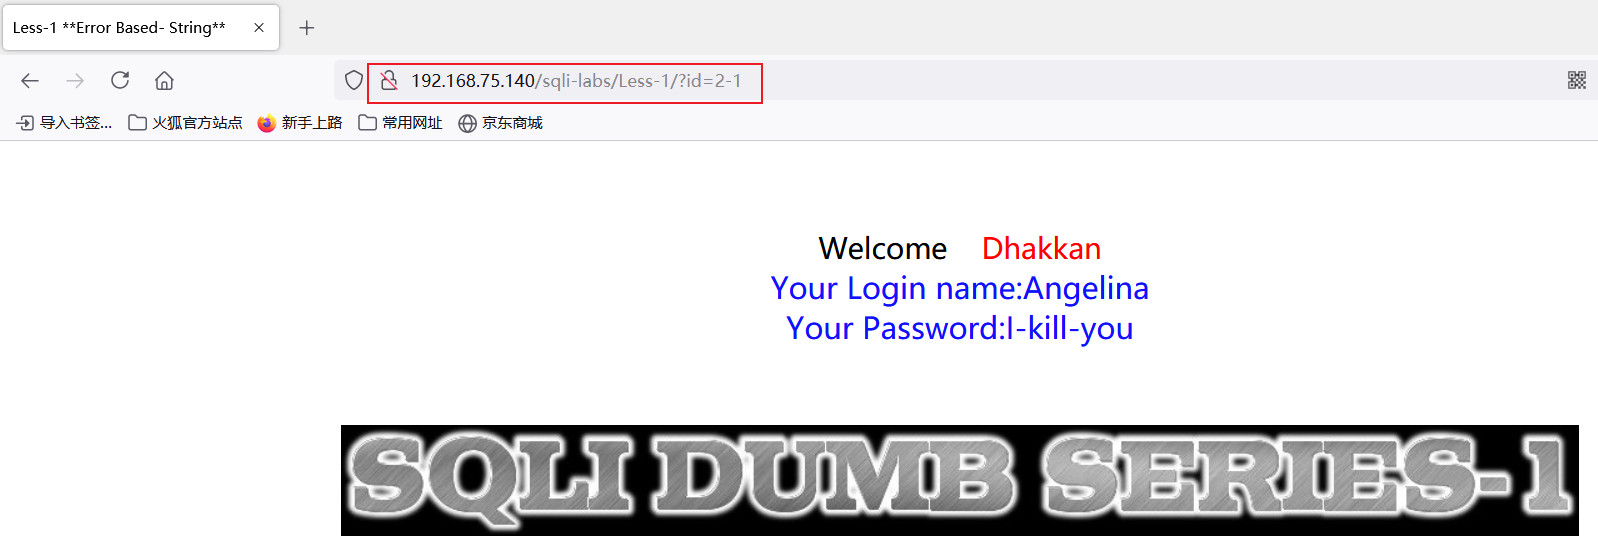 Less-1 **Error Based- String**
192.168.75.140/sqli-labs/Less-1/?id=2-1
导入书签... 火狐官方站点 新手上路 常用网址 京东商城
Welcome Dhakkan
Your Login name:Angelina
Your Password:I-kill-you
SQLI DUMB SERIES-1